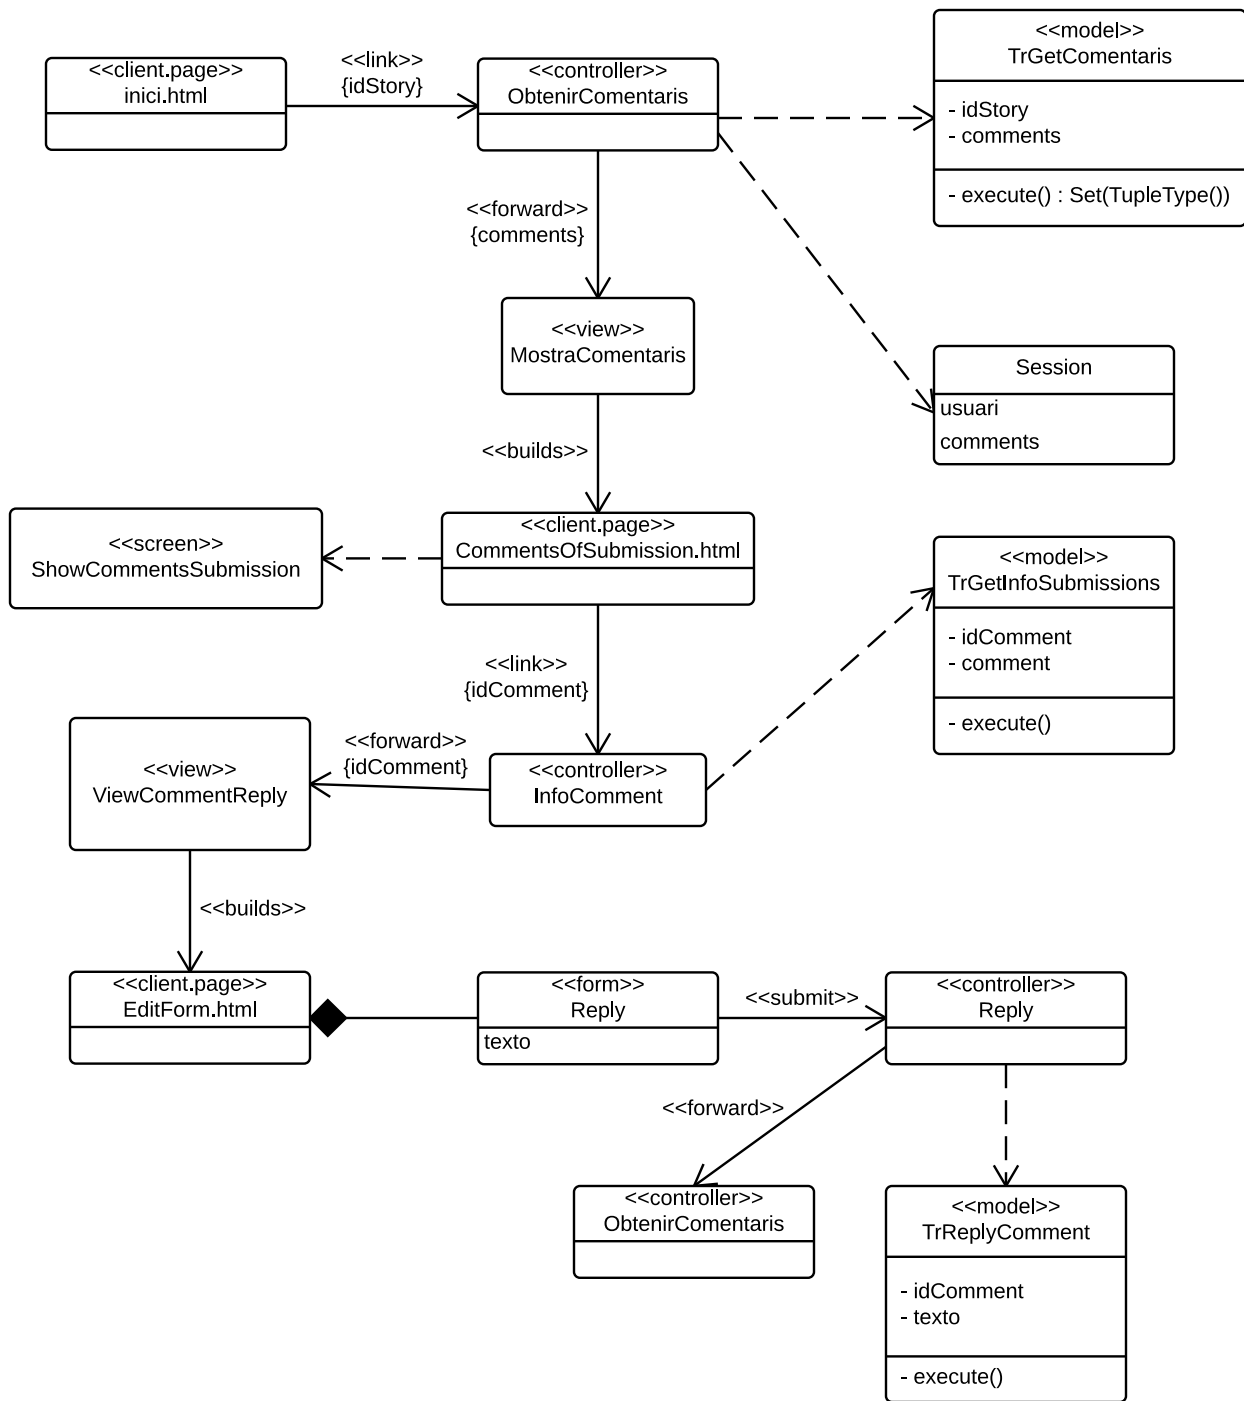 <<client.page>>
inici.html
<<link>>
{idStory}
<<controller>>
ObtenirComentaris
<<model>>
TrGetComentaris
- idStory
- comments
- execute() : Set(TupleType())
<<forward>>
{comments}
<<view>>
MostraComentaris
Session
usuari
comments
<<builds>>
<<screen>>
ShowCommentsSubmission
<<client.page>>
CommentsOfSubmission.html
<<model>>
TrGetInfoSubmissions
- idComment
- comment
- execute()
<<link>>
{idComment}
<<view>>
ViewCommentReply
<<forward>>
{idComment}
<<controller>>
InfoComment
<<builds>>
<<client.page>>
EditForm.html
<<form>>
Reply
texto
<<submit>>
<<controller>>
Reply
<<forward>>
<<controller>>
ObtenirComentaris
<<model>>
TrReplyComment
- idComment
- texto
- execute()